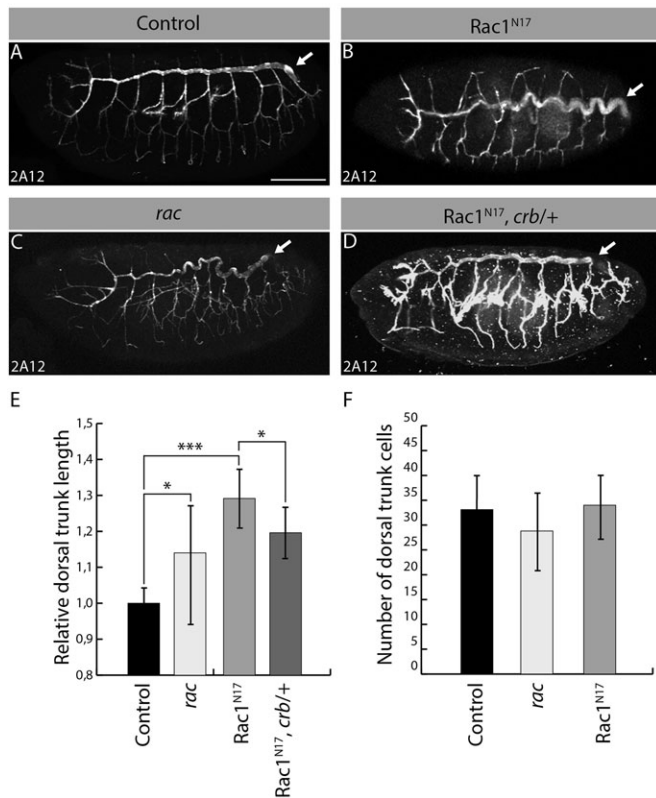 Control
Rac1N17
A
B
2A12
2A12
rac
Rac1N17, crb/+
C
D
2A12
2A12
E
F
Relative dorsal trunk length
1,5
1,4
1,3
1,2
1,1
1,0
0,9
0,8
***
*
*
Control
rac
Rac1N17
Rac1N17, crb/+
Number of dorsal trunk cells
50
45
40
35
30
25
20
15
10
5
0
Control
rac
Rac1N17